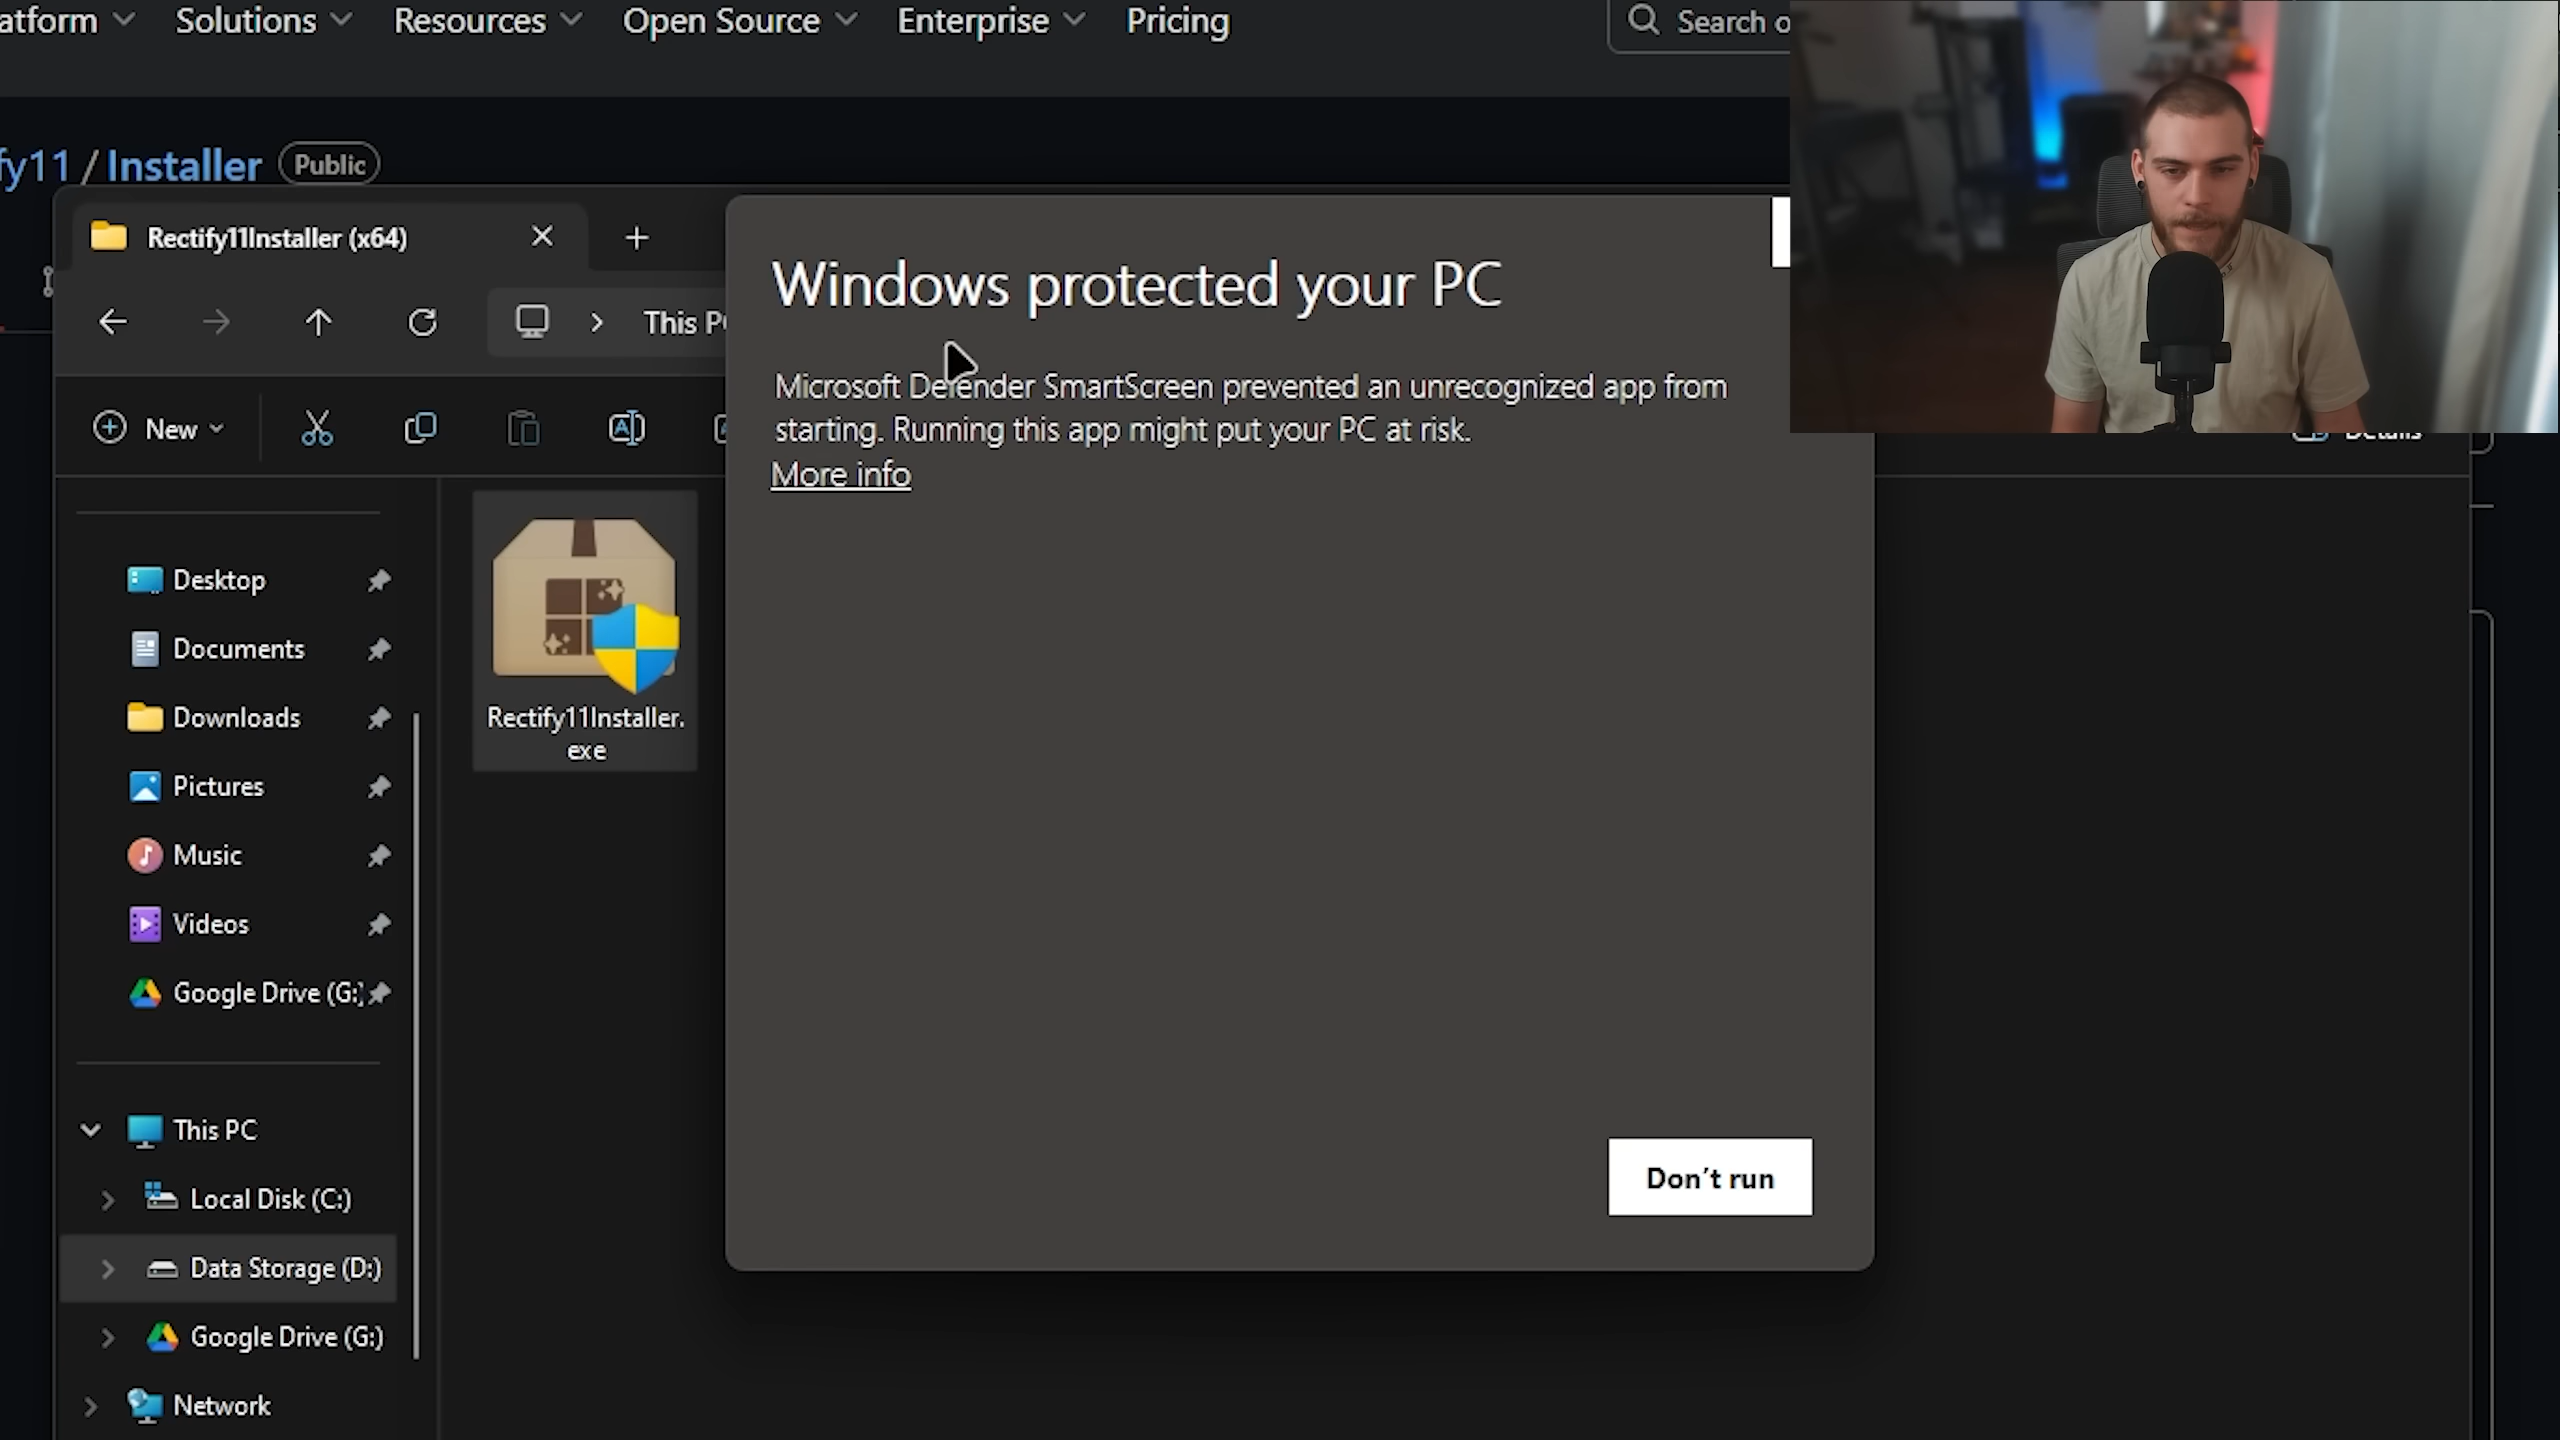 Solutions
Resources
Open Source
Enterprise
Pricing
Search
/ Installer
Public
Rectify11Installer (x64)
Windows protected your PC
This
Microsoft Defender SmartScreen prevented an unrecognized app from
starting. Running this app might put your PC at risk.
More info
New
Details
Desktop
Documents
Downloads
Pictures
Music
Videos
Google Drive (G:)
Rectify11Installer.
exe
Don't run
This PC
Local Disk (C:)
Data Storage (D:)
Google Drive (G:)
Network